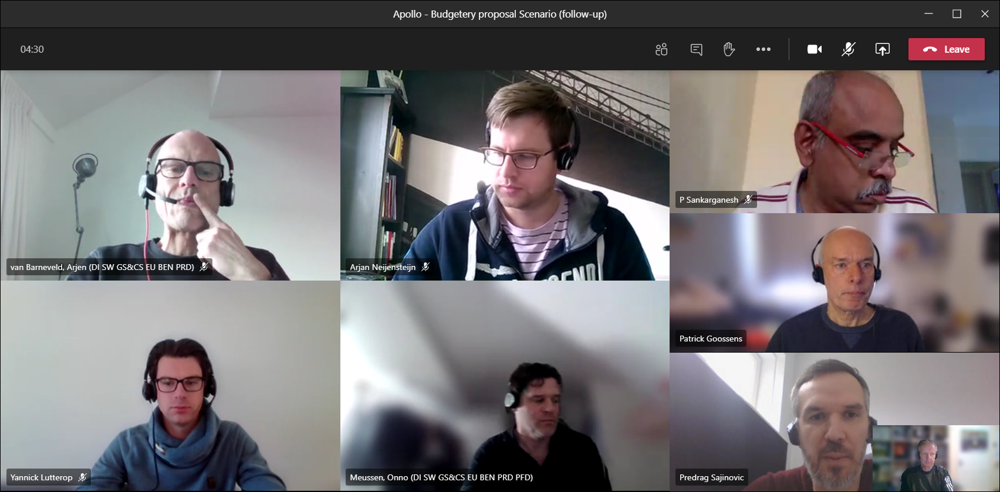 Apollo - Budgetery proposal Scenario (follow-up)
04:30
Leave
van Barneveld, Arjen (DI SW GS&CS EU BEN PRD)
Arjan Neijensteijn
P Sankarganesh
Patrick Goossens
Yannick Lutterop
Meussen, Onno (DI SW GS&CS EU BEN PRD PFD)
Predrag Sajinovic